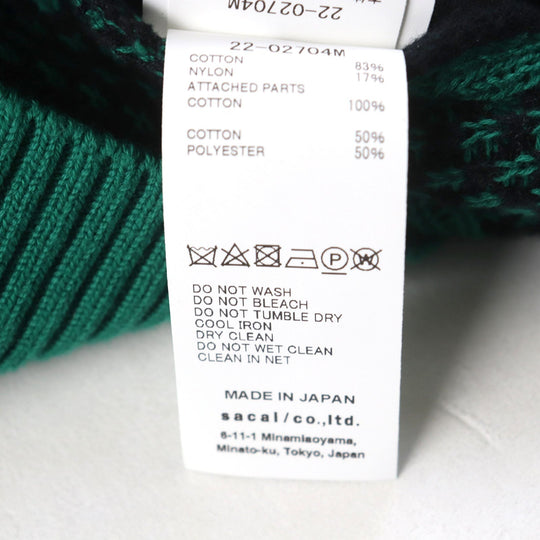 22-02704M
22-02704M
COTTON 83%
NYLON 17%
ATTACHED PARTS
COTTON 100%
COTTON 50%
POLYESTER 50%
P W
DO NOT WASH
DO NOT BLEACH
DO NOT TUMBLE DRY
COOL IRON
DRY CLEAN
DO NOT WET CLEAN
CLEAN IN NET
MADE IN JAPAN
sacai/co.,ltd.
6-11-1 Minamiaoyama,
Minato-ku, Tokyo, Japan